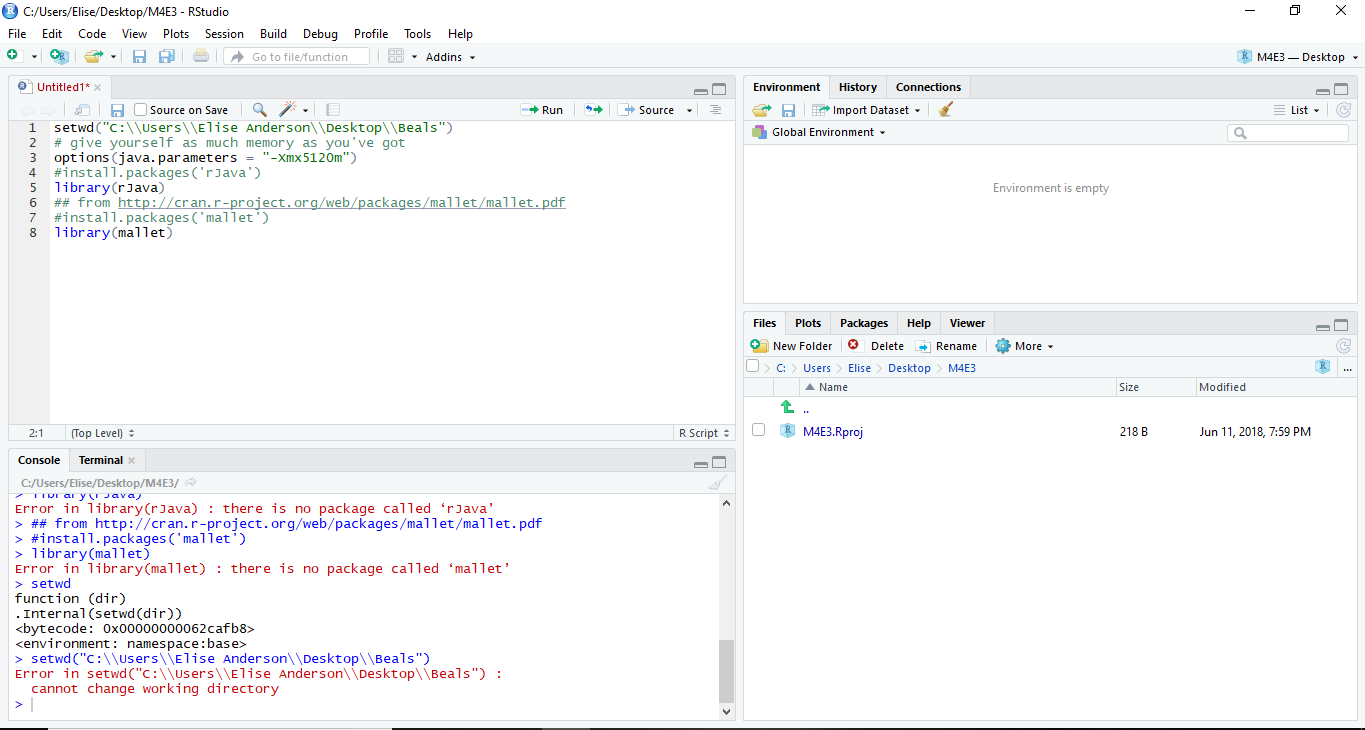 C:/Users/Elise/Desktop/M4E3 - RStudio
File Edit Code View Plots Session Build Debug Profile Tools Help
Go to file/function Addins M4E3 — Desktop
Untitled1*
Source on Save Run Source
1 setwd("C:\\Users\\Elise Anderson\\Desktop\\Beals")
2 # give yourself as much memory as you've got
3 options(java.parameters = "-Xmx5120m")
4 #install.packages('rJava')
5 library(rJava)
6 ## from http://cran.r-project.org/web/packages/mallet/mallet.pdf
7 #install.packages('mallet')
8 library(mallet)
2:1 (Top Level) R Script
Console Terminal
C:/Users/Elise/Desktop/M4E3/
> library(rJava)
Error in library(rJava) : there is no package called ‘rJava’
> ## from http://cran.r-project.org/web/packages/mallet/mallet.pdf
> #install.packages('mallet')
> library(mallet)
Error in library(mallet) : there is no package called ‘mallet’
> setwd
function (dir)
.Internal(setwd(dir))
<bytecode: 0x00000000062cafb8>
<environment: namespace:base>
> setwd("C:\\Users\\Elise Anderson\\Desktop\\Beals")
Error in setwd("C:\\Users\\Elise Anderson\\Desktop\\Beals") :
cannot change working directory
>
Environment History Connections
Import Dataset List
Global Environment
Environment is empty
Files Plots Packages Help Viewer
New Folder Delete Rename More
C: Users Elise Desktop M4E3 ...
Name Size Modified
..
M4E3.Rproj 218 B Jun 11, 2018, 7:59 PM